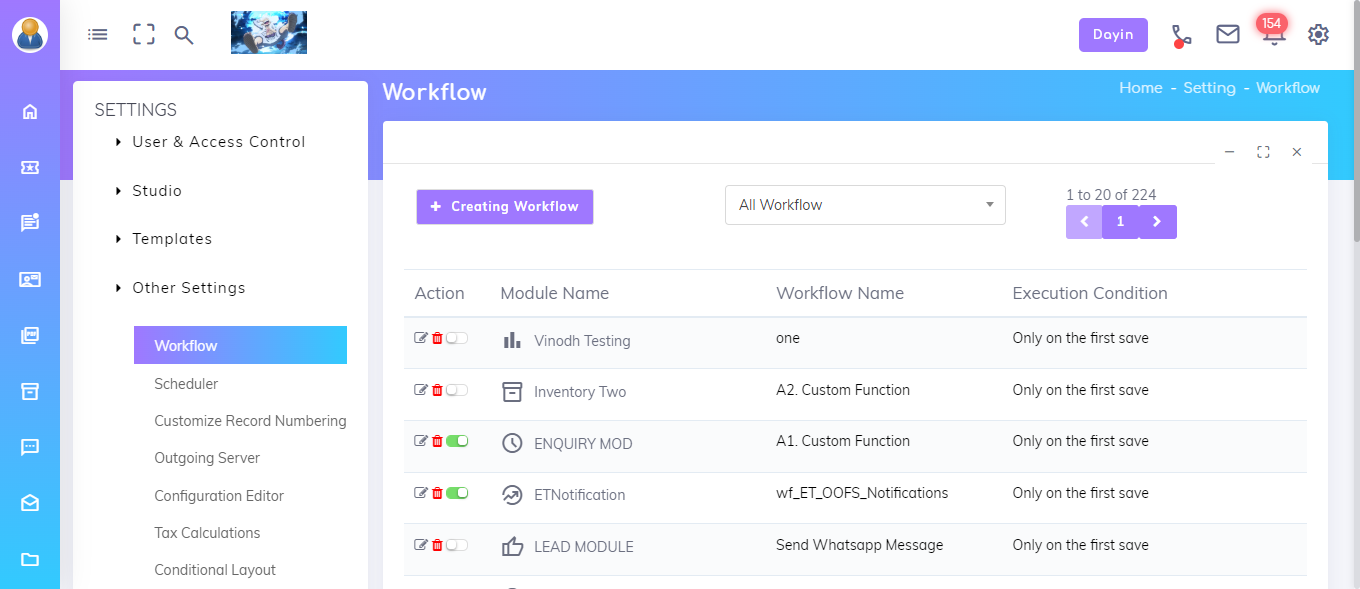 Dayin
154
SETTINGS
User & Access Control
Studio
Templates
Other Settings
Workflow
Scheduler
Customize Record Numbering
Outgoing Server
Configuration Editor
Tax Calculations
Conditional Layout
Workflow
Home - Setting - Workflow
+ Creating Workflow
All Workflow
1 to 20 of 224
1
Action Module Name Workflow Name Execution Condition
Vinodh Testing one Only on the first save
Inventory Two A2. Custom Function Only on the first save
ENQUIRY MOD A1. Custom Function Only on the first save
ETNotification wf_ET_OOFS_Notifications Only on the first save
LEAD MODULE Send Whatsapp Message Only on the first save